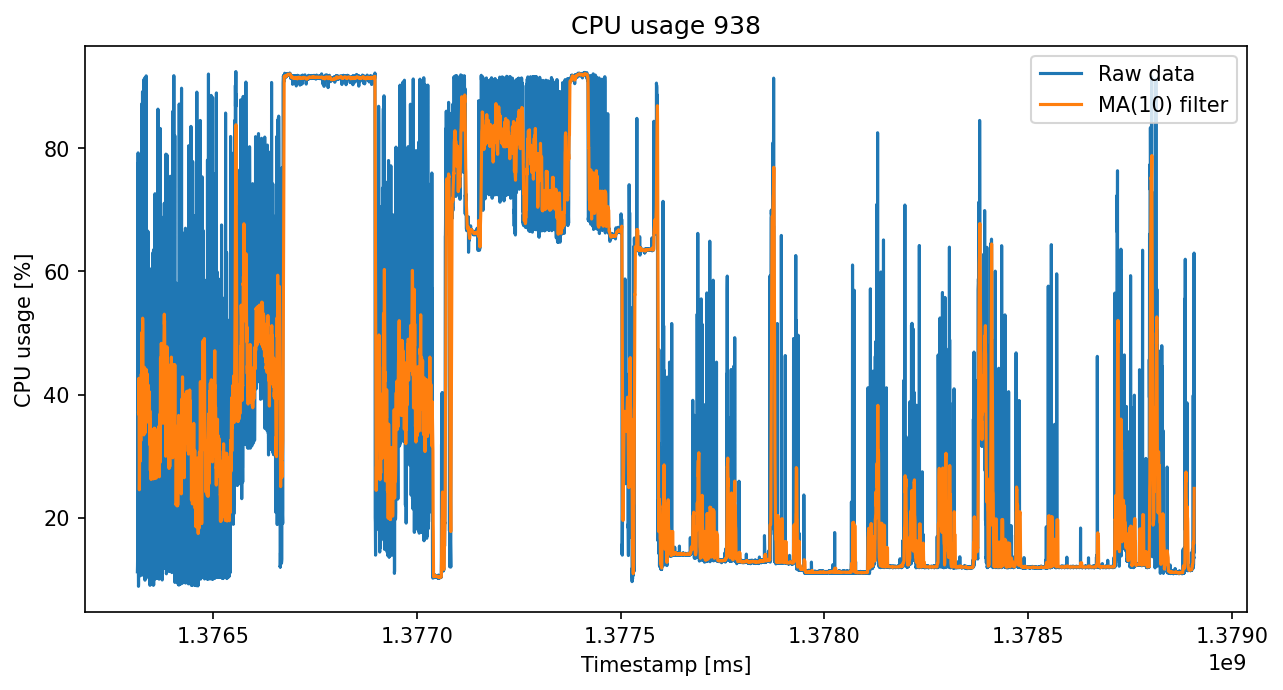 CPU usage 938
Raw data
MA(10) filter
CPU usage [%]
80
60
40
20
1.3765
1.3770
1.3775
1.3780
1.3785
1.3790
1e9
Timestamp [ms]